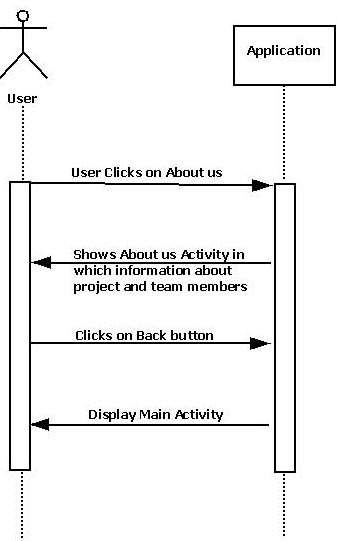 Application
User
User Clicks on About us
Shows About us Activity in
which information about
project and team members
Clicks on Back button
Display Main Activity